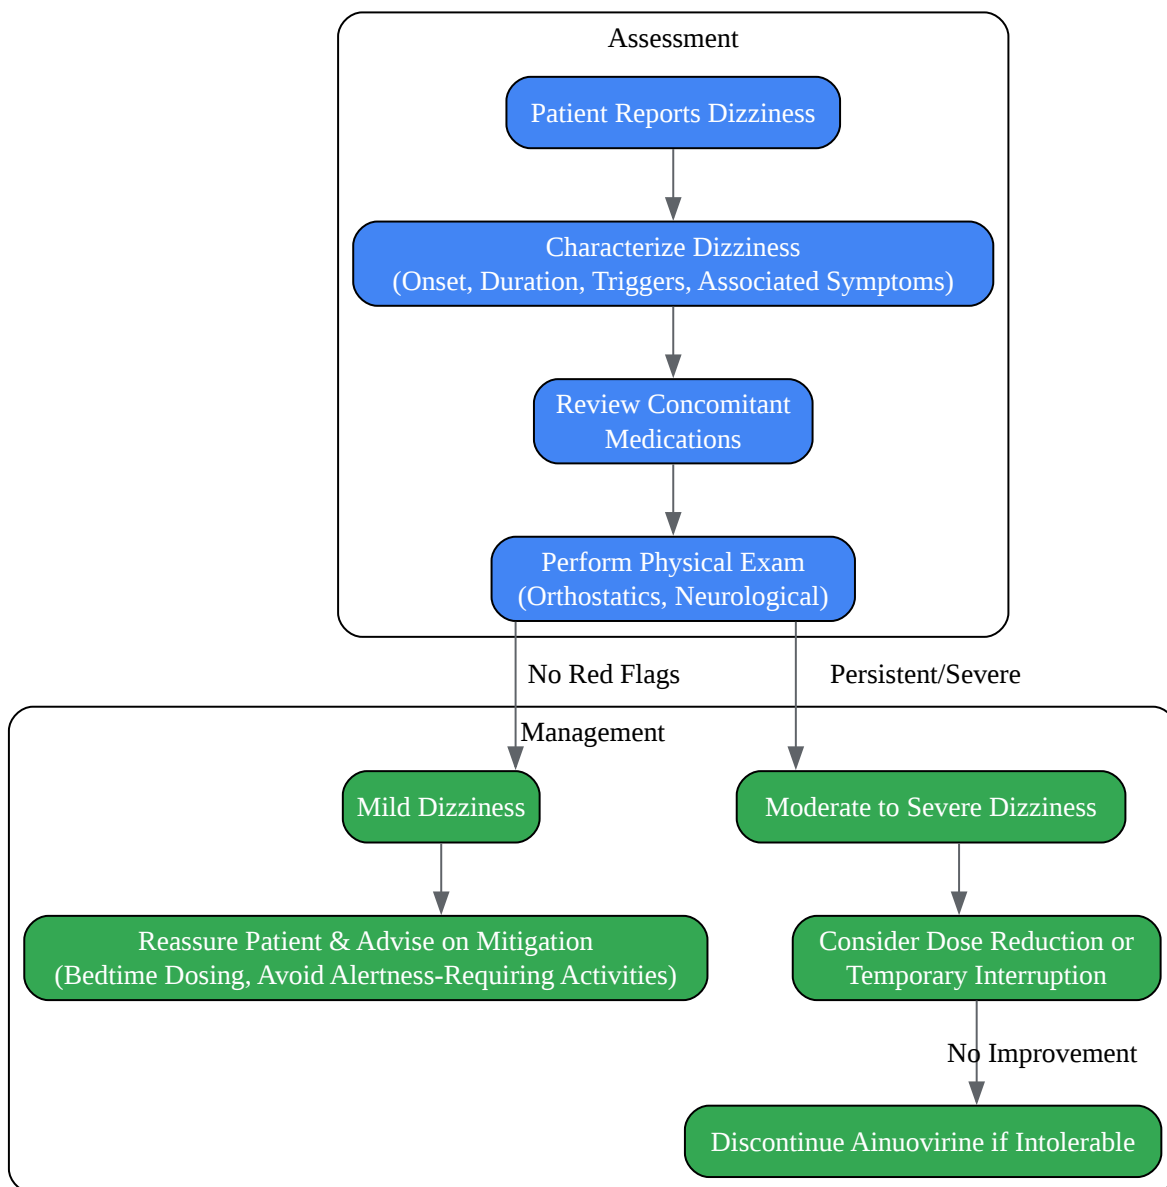 Assessment
Patient Reports Dizziness
Characterize Dizziness
(Onset, Duration, Triggers, Associated Symptoms)
Review Concomitant
Medications
Perform Physical Exam
(Orthostatics, Neurological)
No Red Flags
Persistent/Severe
Management
Mild Dizziness
Moderate to Severe Dizziness
Reassure Patient & Advise on Mitigation
(Bedtime Dosing, Avoid Alertness-Requiring Activities)
Consider Dose Reduction or
Temporary Interruption
No Improvement
Discontinue Ainuovirine if Intolerable